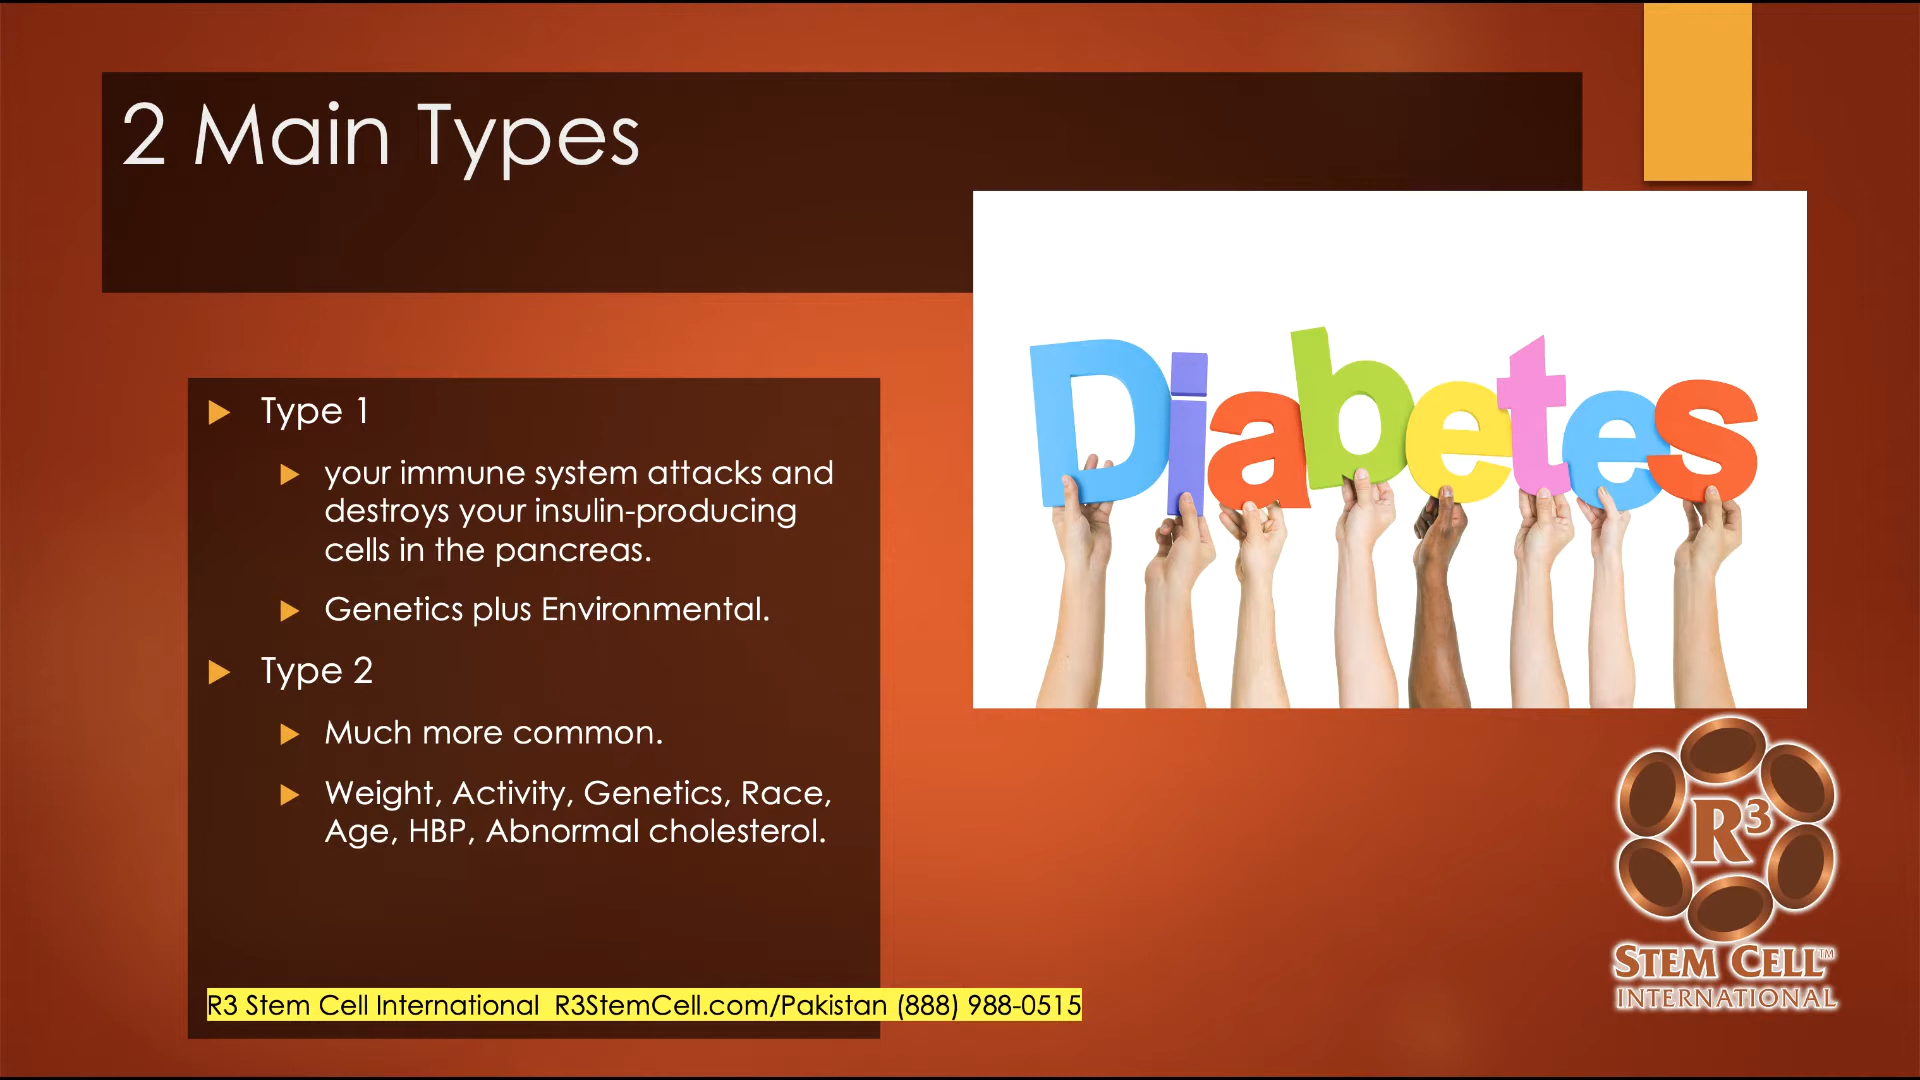 2 Main Types
Diabetes
Type 1
your immune system attacks and
destroys your insulin-producing
cells in the pancreas.
Genetics plus Environmental.
Type 2
Much more common.
Weight, Activity, Genetics, Race,
Age, HBP, Abnormal cholesterol.
R3 Stem Cell International R3StemCell.com/Pakistan (888) 988-0515
R³
STEM CELL™
INTERNATIONAL